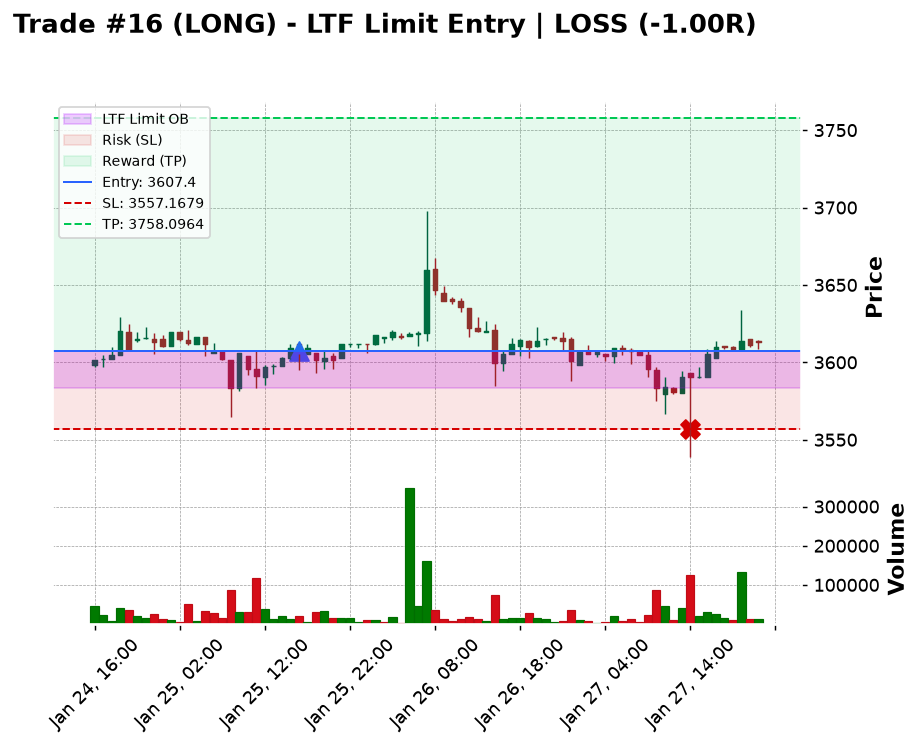 Trade #16 (LONG) - LTF Limit Entry | LOSS (-1.00R)
LTF Limit OB
Risk (SL)
Reward (TP)
Entry: 3607.4
SL: 3557.1679
TP: 3758.0964
3750
3700
3650
3600
3550
Price
300000
200000
100000
Volume
Jan 24, 16:00
Jan 25, 02:00
Jan 25, 12:00
Jan 25, 22:00
Jan 26, 08:00
Jan 26, 18:00
Jan 27, 04:00
Jan 27, 14:00